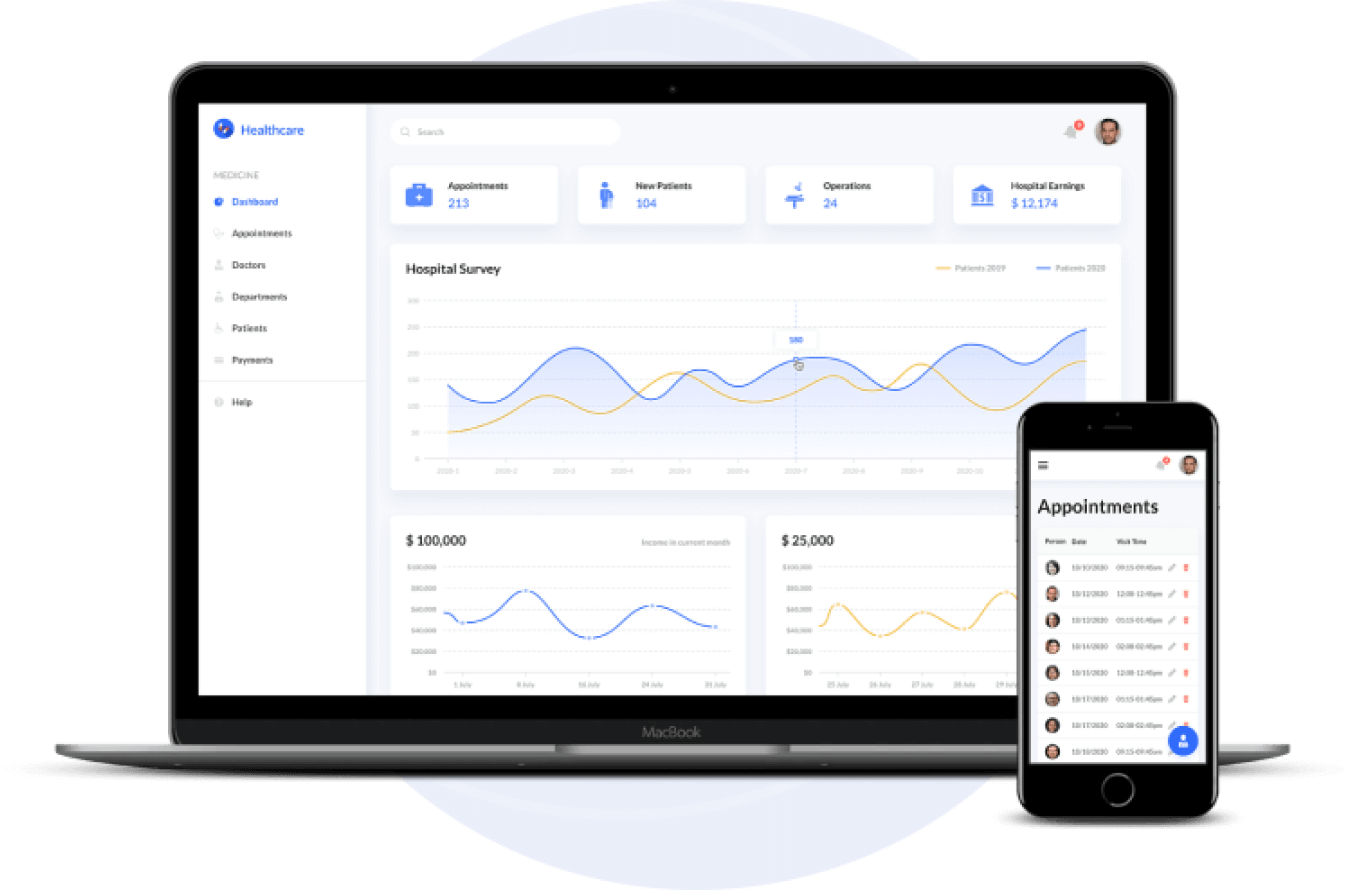 Healthcare
Search
MEDICINE
Dashboard
Appointments
Doctors
Departments
Patients
Payments
Help
Appointments
213
New Patients
104
Operations
24
Hospital Earnings
$ 12,174
Hospital Survey
Patients 2019
Patients 2020
300
250
200
150
100
50
0
180
2020-1
2020-2
2020-3
2020-4
2020-5
2020-6
2020-7
2020-8
2020-9
2020-10
$ 100,000
Income in current month
$100,000
$80,000
$60,000
$40,000
$20,000
$0
1 July
8 July
16 July
24 July
31 July
$ 25,000
$100,000
$80,000
$60,000
$40,000
$20,000
$0
25 July
26 July
27 July
28 July
29 July
MacBook
Appointments
Person Date Visit Time
10/10/2020 09:15-09:45am
10/12/2020 12:00-12:45pm
10/13/2020 01:15-01:45pm
10/14/2020 02:00-02:45pm
10/15/2020 12:00-12:45pm
10/17/2020 01:15-01:45pm
10/17/2020 02:00-02:45pm
10/18/2020 09:15-09:45am